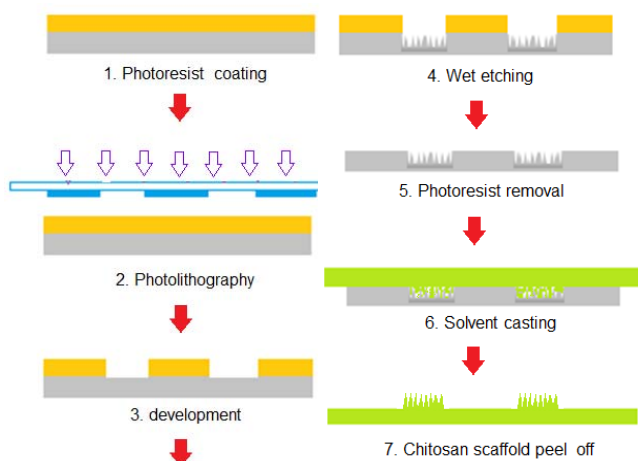 1. Photoresist coating
2. Photolithography
3. development
4. Wet etching
5. Photoresist removal
6. Solvent casting
7. Chitosan scaffold peel off